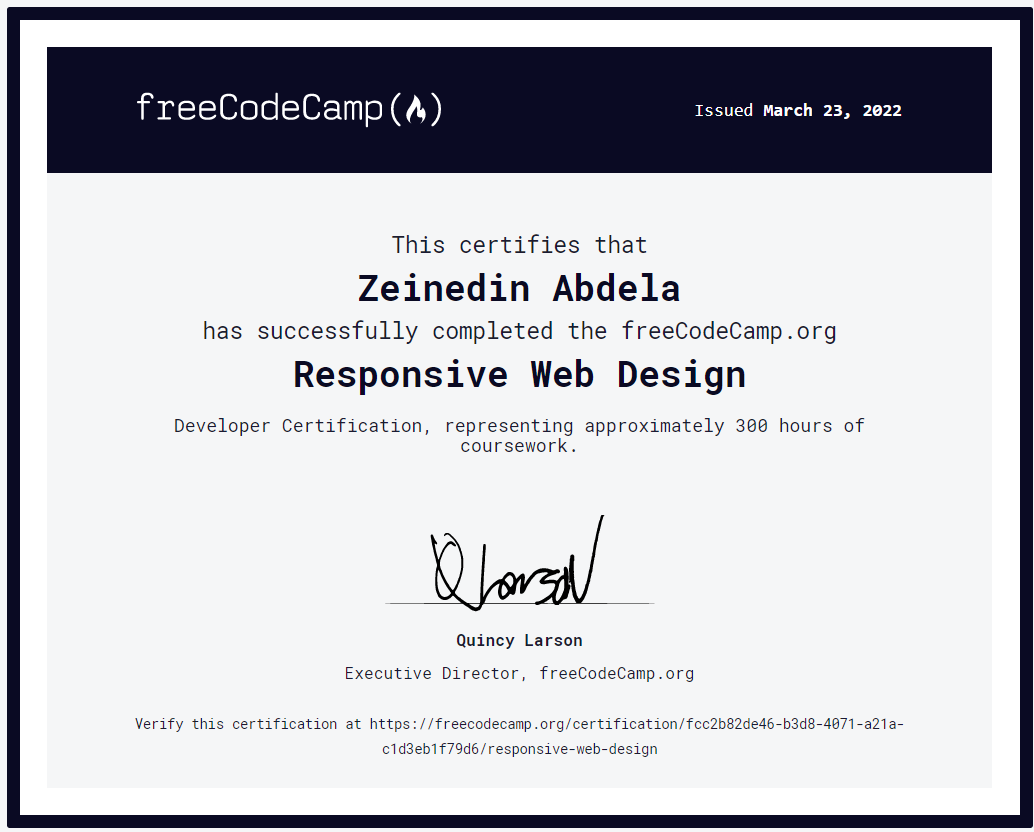 freeCodeCamp(🔥)
Issued March 23, 2022
This certifies that
Zeinedin Abdela
has successfully completed the freeCodeCamp.org
Responsive Web Design
Developer Certification, representing approximately 300 hours of
coursework.
Q Larson
Quincy Larson
Executive Director, freeCodeCamp.org
Verify this certification at https://freecodecamp.org/certification/fcc2b82de46-b3d8-4071-a21a-
c1d3eb1f79d6/responsive-web-design